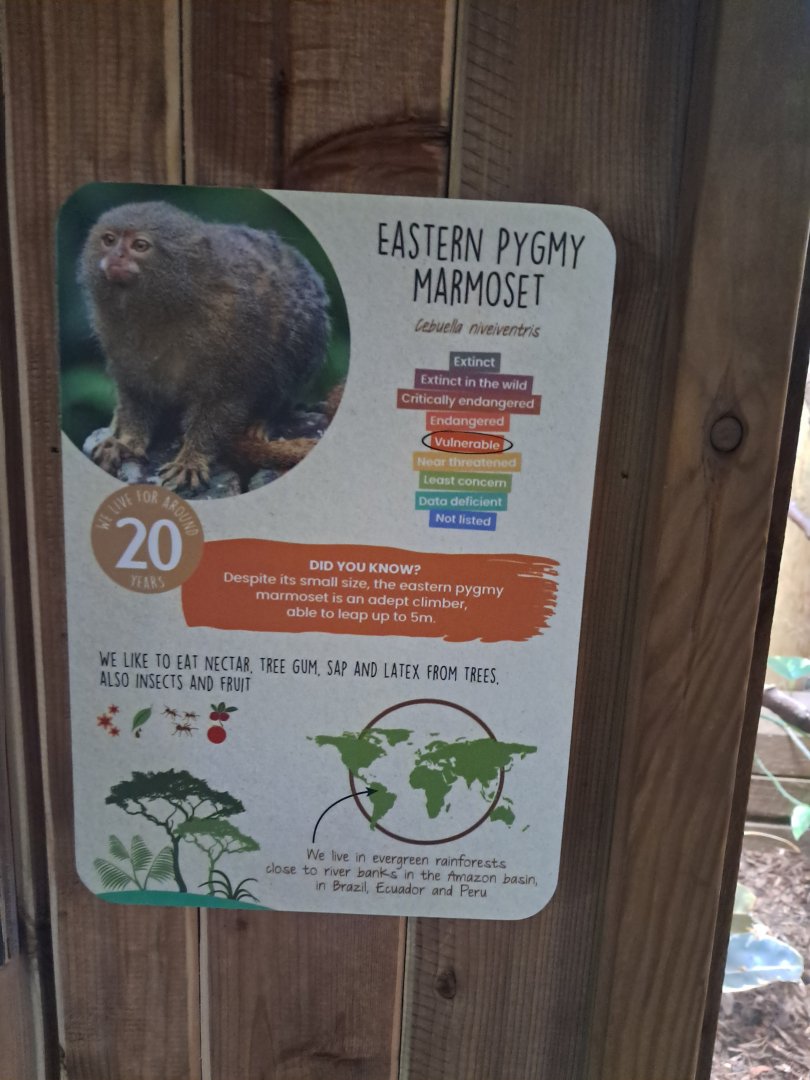 EASTERN PYGMY
MARMOSET
Cebuella niveiventris
Extinct
Extinct in the wild
Critically endangered
Endangered
Vulnerable
Near threatened
Least concern
Data deficient
Not listed
WE LIVE FOR AROUND
20
YEARS
DID YOU KNOW?
Despite its small size, the eastern pygmy
marmoset is an adept climber,
able to leap up to 5m.
WE LIKE TO EAT NECTAR, TREE GUM, SAP AND LATEX FROM TREES,
ALSO INSECTS AND FRUIT
We live in evergreen rainforests
close to river banks in the Amazon basin,
in Brazil, Ecuador and Peru